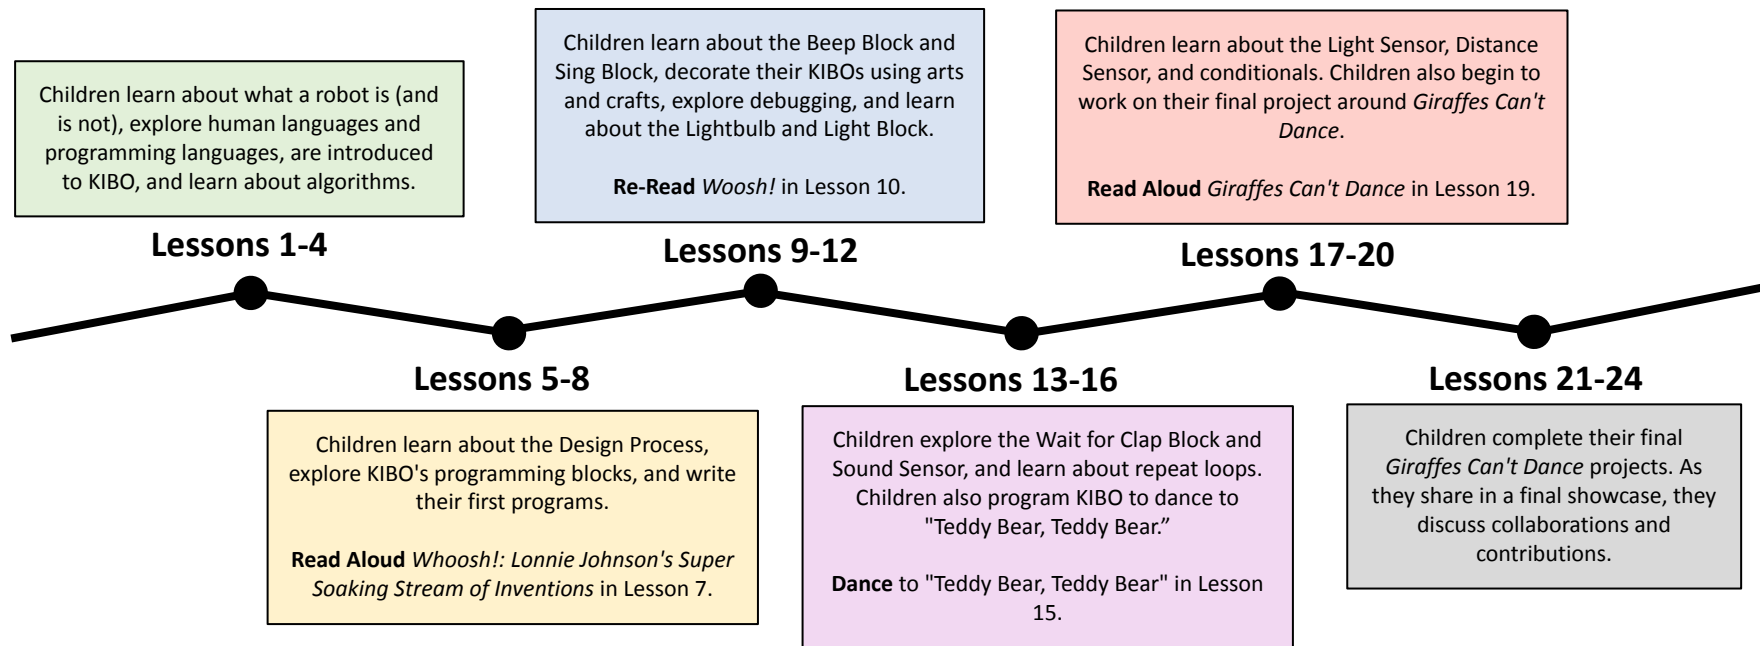 Children learn about what a robot is (and
is not), explore human languages and
programming languages, are introduced
to KIBO, and learn about algorithms.
Lessons 1-4
Lessons 5-8
Children learn about the Design Process,
explore KIBO's programming blocks, and write
their first programs.
Read Aloud Whoosh!: Lonnie Johnson's Super
Soaking Stream of Inventions in Lesson 7.
Children learn about the Beep Block and
Sing Block, decorate their KIBOs using arts
and crafts, explore debugging, and learn
about the Lightbulb and Light Block.
Re-Read Woosh! in Lesson 10.
Lessons 9-12
Lessons 13-16
Children explore the Wait for Clap Block and
Sound Sensor, and learn about repeat loops.
Children also program KIBO to dance to
"Teddy Bear, Teddy Bear.”
Dance to "Teddy Bear, Teddy Bear" in Lesson
15.
Children learn about the Light Sensor, Distance
Sensor, and conditionals. Children also begin to
work on their final project around Giraffes Can't
Dance.
Read Aloud Giraffes Can't Dance in Lesson 19.
Lessons 17-20
Lessons 21-24
Children complete their final
Giraffes Can't Dance projects. As
they share in a final showcase, they
discuss collaborations and
contributions.